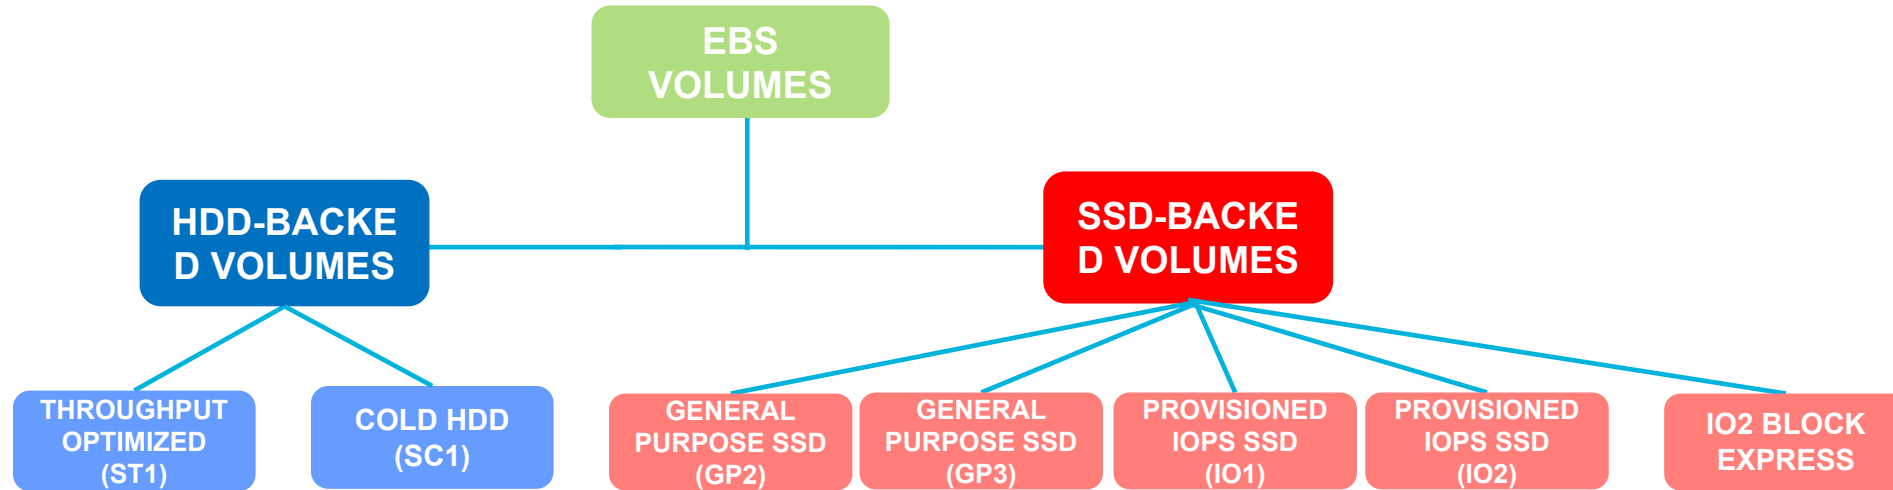 EBS
VOLUMES
HDD-BACKE
D VOLUMES
SSD-BACKE
D VOLUMES
THROUGHPUT
OPTIMIZED
(ST1)
COLD HDD
(SC1)
GENERAL
PURPOSE SSD
(GP2)
GENERAL
PURPOSE SSD
(GP3)
PROVISIONED
IOPS SSD
(IO1)
PROVISIONED
IOPS SSD
(IO2)
IO2 BLOCK
EXPRESS